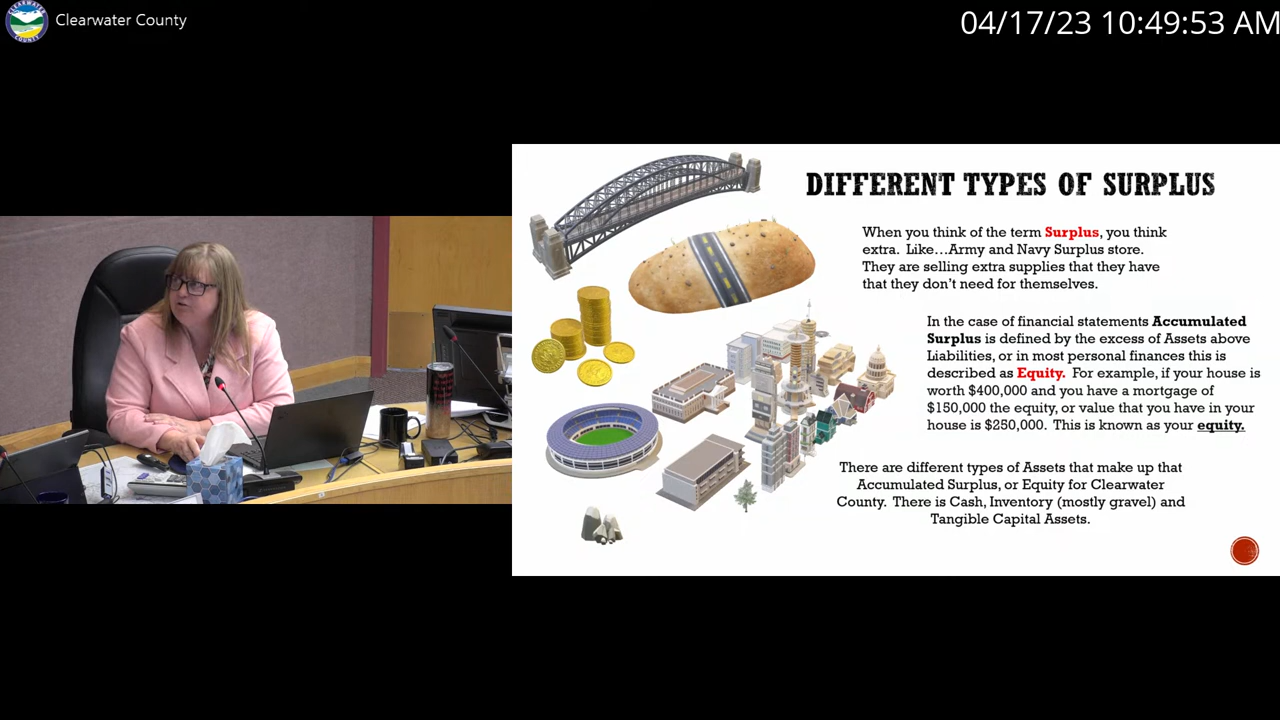 Clearwater County
04/17/23 10:49:53 AM
DIFFERENT TYPES OF SURPLUS
When you think of the term Surplus, you think
extra. Like...Army and Navy Surplus store.
They are selling extra supplies that they have
that they don't need for themselves.
In the case of financial statements Accumulated
Surplus is defined by the excess of Assets above
Liabilities, or in most personal finances this is
described as Equity. For example, if your house is
worth $400,000 and you have a mortgage of
$150,000 the equity, or value that you have in your
house is $250,000. This is known as your equity.
There are different types of Assets that make up that
Accumulated Surplus, or Equity for Clearwater
County. There is Cash, Inventory (mostly gravel) and
Tangible Capital Assets.